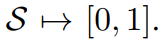 𝒮 ↦ [0, 1].